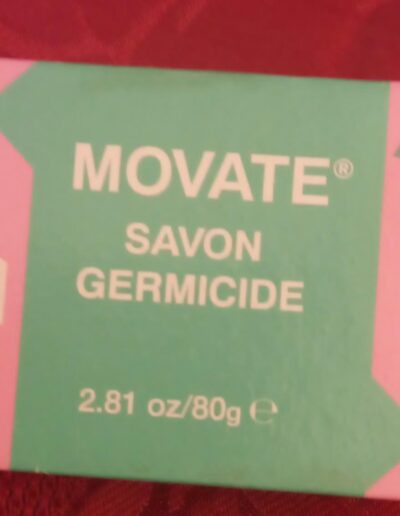 MOVATE®
SAVON
GERMICIDE
2.81 oz/80g ℮